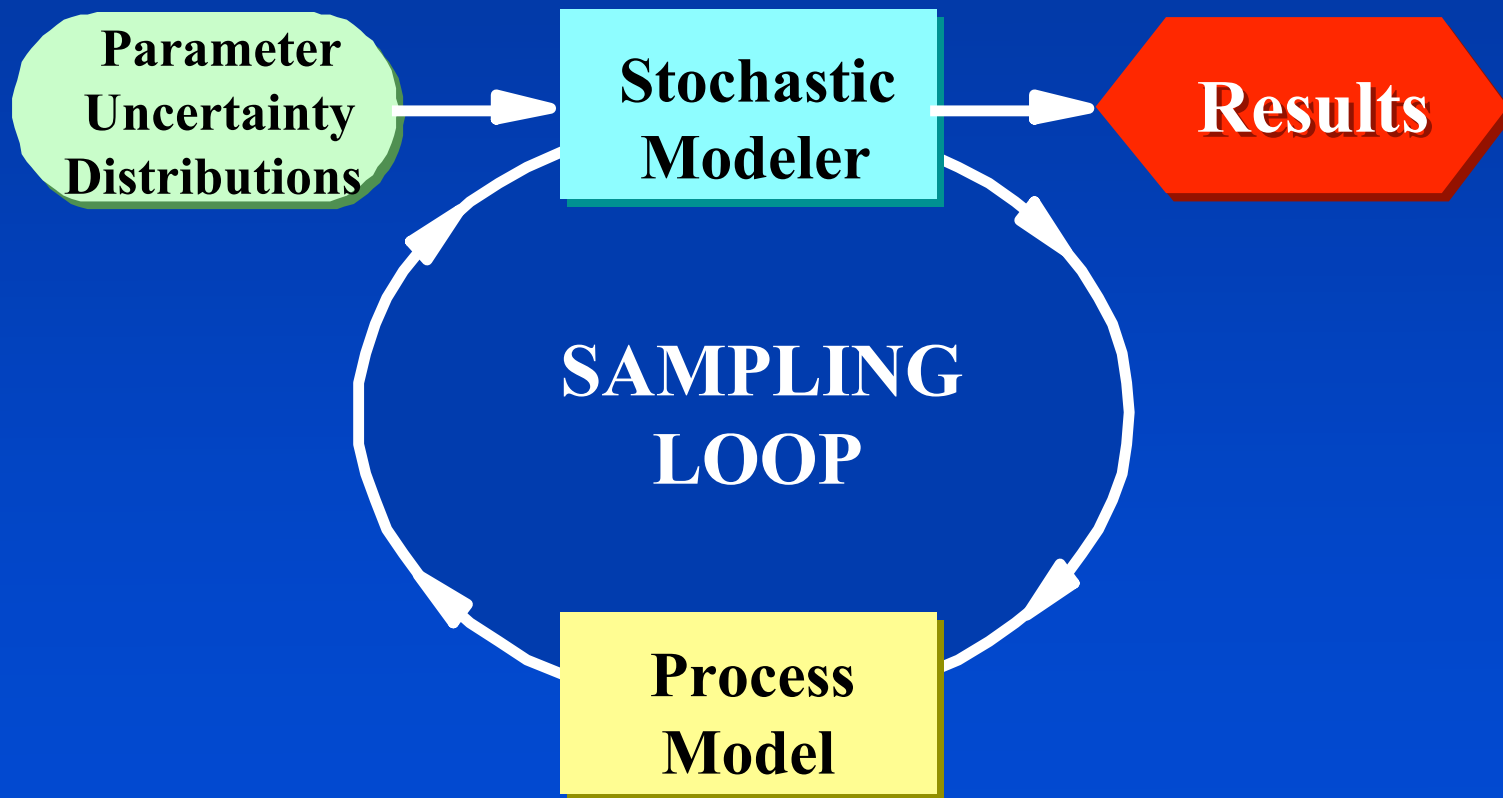 Parameter
Uncertainty
Distributions
Stochastic
Modeler
Results
SAMPLING
LOOP
Process
Model